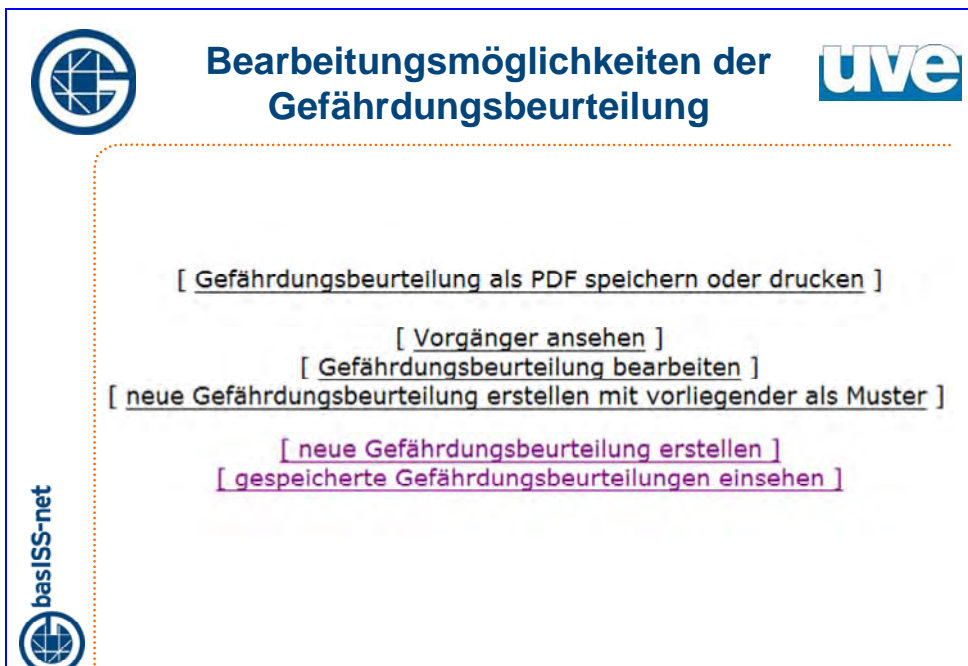 Bearbeitungsmöglichkeiten der
Gefährdungsbeurteilung
uve
[ Gefährdungsbeurteilung als PDF speichern oder drucken ]
[ Vorgänger ansehen ]
[ Gefährdungsbeurteilung bearbeiten ]
[ neue Gefährdungsbeurteilung erstellen mit vorliegender als Muster ]
[ neue Gefährdungsbeurteilung erstellen ]
[ gespeicherte Gefährdungsbeurteilungen einsehen ]
basISS-net